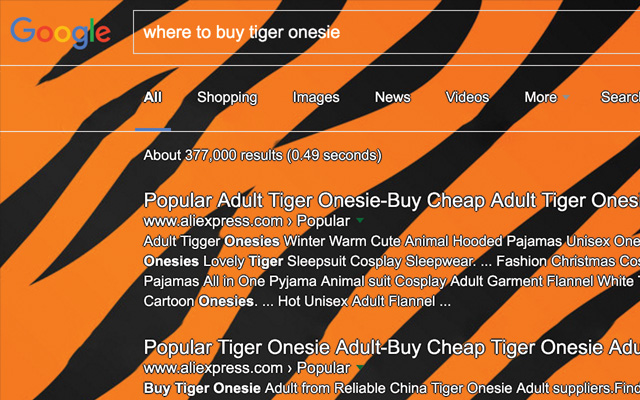 Google
where to buy tiger onesie
All Shopping Images News Videos More Searc
About 377,000 results (0.49 seconds)
Popular Adult Tiger Onesie-Buy Cheap Adult Tiger Ones
www.aliexpress.com › Popular
Adult Tigger Onesies Winter Warm Cute Animal Hooded Pajamas Unisex One
Onesies Lovely Tiger Sleepsuit Cosplay Sleepwear. ... Fashion Christmas Cos
Pajamas All in One Pyjama Animal suit Cosplay Adult Garment Flannel White T
Cartoon Onesies. ... Hot Unisex Adult Flannel ...
Popular Tiger Onesie Adult-Buy Cheap Tiger Onesie Adu
www.aliexpress.com › Popular
Buy Tiger Onesie Adult from Reliable China Tiger Onesie Adult suppliers.Find